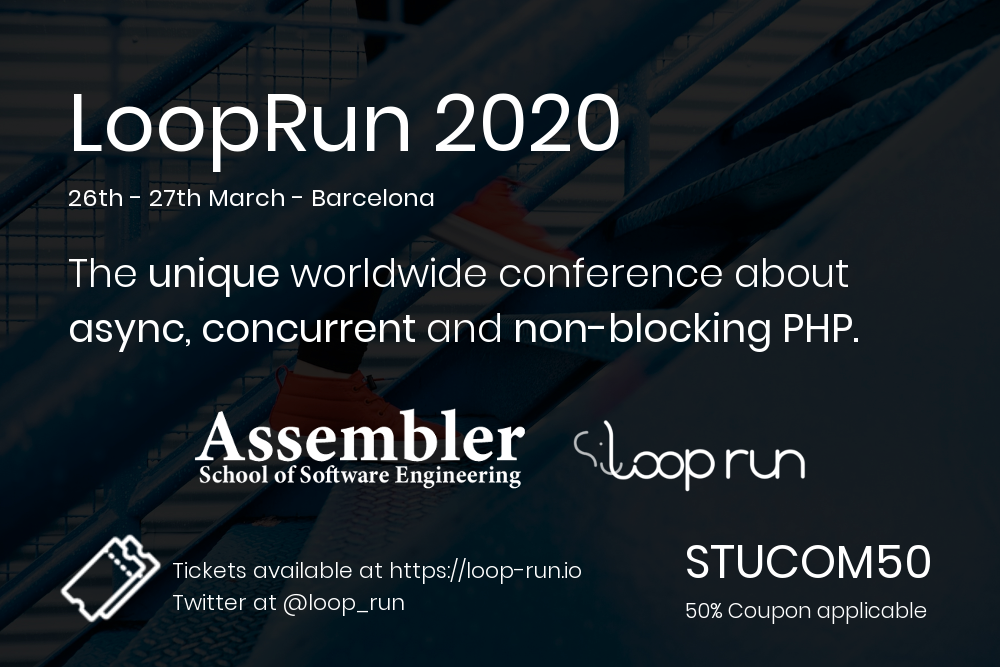 LoopRun 2020
26th - 27th March - Barcelona
The unique worldwide conference about
async, concurrent and non-blocking PHP.
Assembler
School of Software Engineering
loop run
Tickets available at https://loop-run.io
Twitter at @loop_run
STUCOM50
50% Coupon applicable